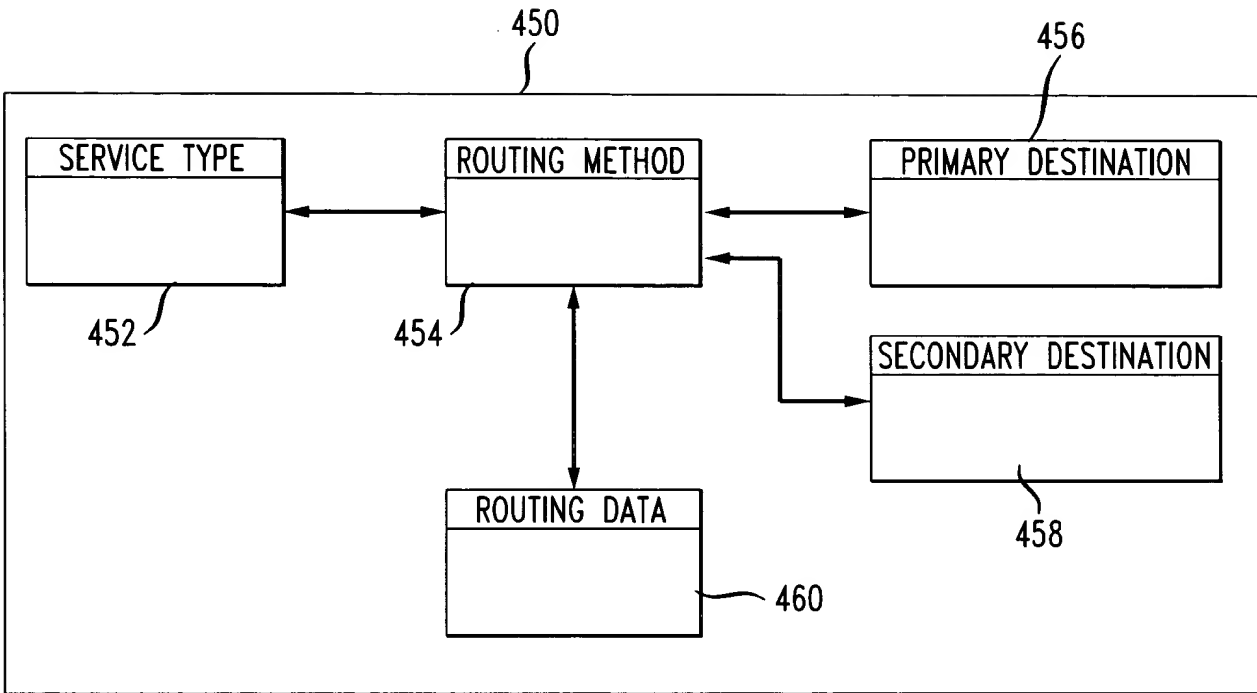 450
456
SERVICE TYPE
ROUTING METHOD
PRIMARY DESTINATION
452
454
SECONDARY DESTINATION
ROUTING DATA
458
460